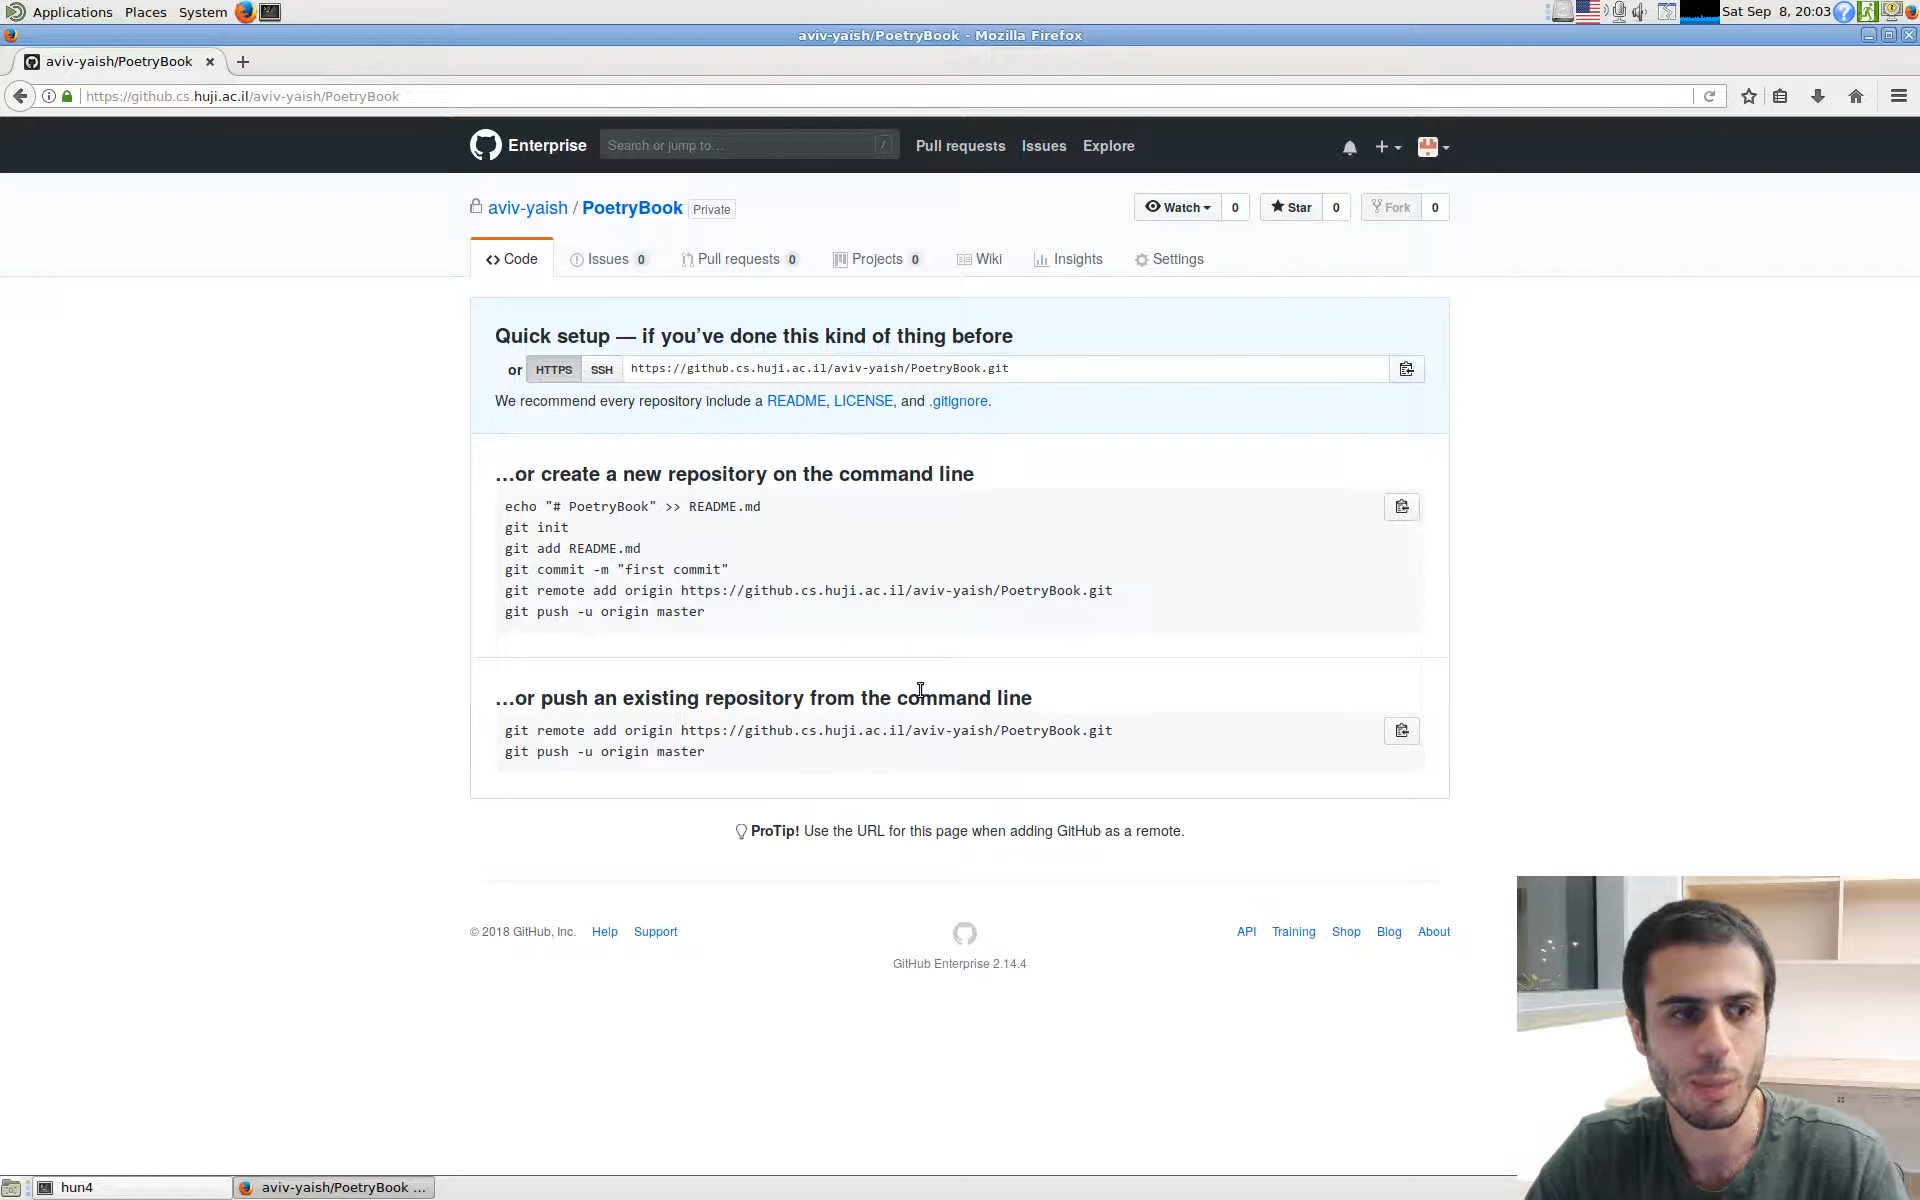 Applications Places System
Sat Sep 8, 20:03
aviv-yaish/PoetryBook - Mozilla Firefox
aviv-yaish/PoetryBook
https://github.cs.huji.ac.il/aviv-yaish/PoetryBook
Enterprise Search or jump to… / Pull requests Issues Explore
aviv-yaish / PoetryBook Private
Watch 0 Star 0 Fork 0
Code Issues 0 Pull requests 0 Projects 0 Wiki Insights Settings
Quick setup — if you’ve done this kind of thing before
or HTTPS SSH https://github.cs.huji.ac.il/aviv-yaish/PoetryBook.git
We recommend every repository include a README, LICENSE, and .gitignore.
…or create a new repository on the command line
echo "# PoetryBook" >> README.md
git init
git add README.md
git commit -m "first commit"
git remote add origin https://github.cs.huji.ac.il/aviv-yaish/PoetryBook.git
git push -u origin master
…or push an existing repository from the command line
git remote add origin https://github.cs.huji.ac.il/aviv-yaish/PoetryBook.git
git push -u origin master
ProTip! Use the URL for this page when adding GitHub as a remote.
© 2018 GitHub, Inc. Help Support
API Training Shop Blog About
GitHub Enterprise 2.14.4
hun4
aviv-yaish/PoetryBook ...